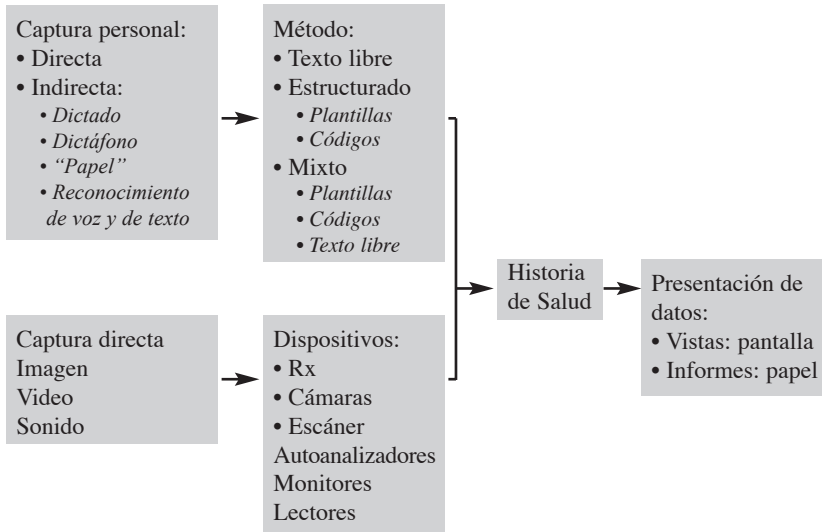 Captura personal:
• Directa
• Indirecta:
• Dictado
• Dictáfono
• “Papel”
• Reconocimiento
de voz y de texto
Método:
• Texto libre
• Estructurado
• Plantillas
• Códigos
• Mixto
• Plantillas
• Códigos
• Texto libre
Captura directa
Imagen
Video
Sonido
Dispositivos:
• Rx
• Cámaras
• Escáner
Autoanalizadores
Monitores
Lectores
Historia
de Salud
Presentación de
datos:
• Vistas: pantalla
• Informes: papel